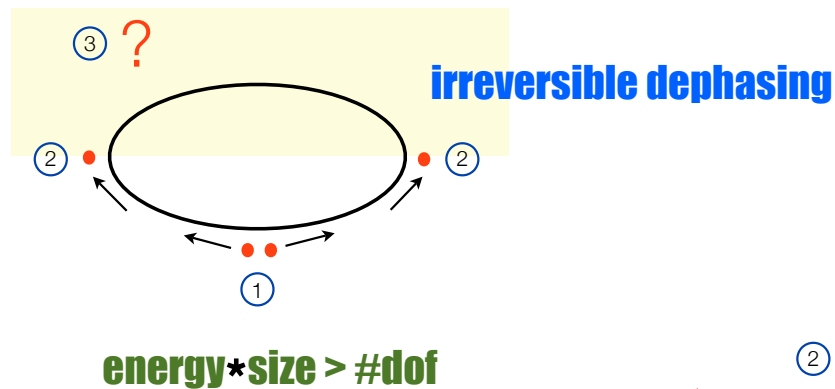 3 ?
irreversible dephasing
2 2
1
energy*size > #dof
2